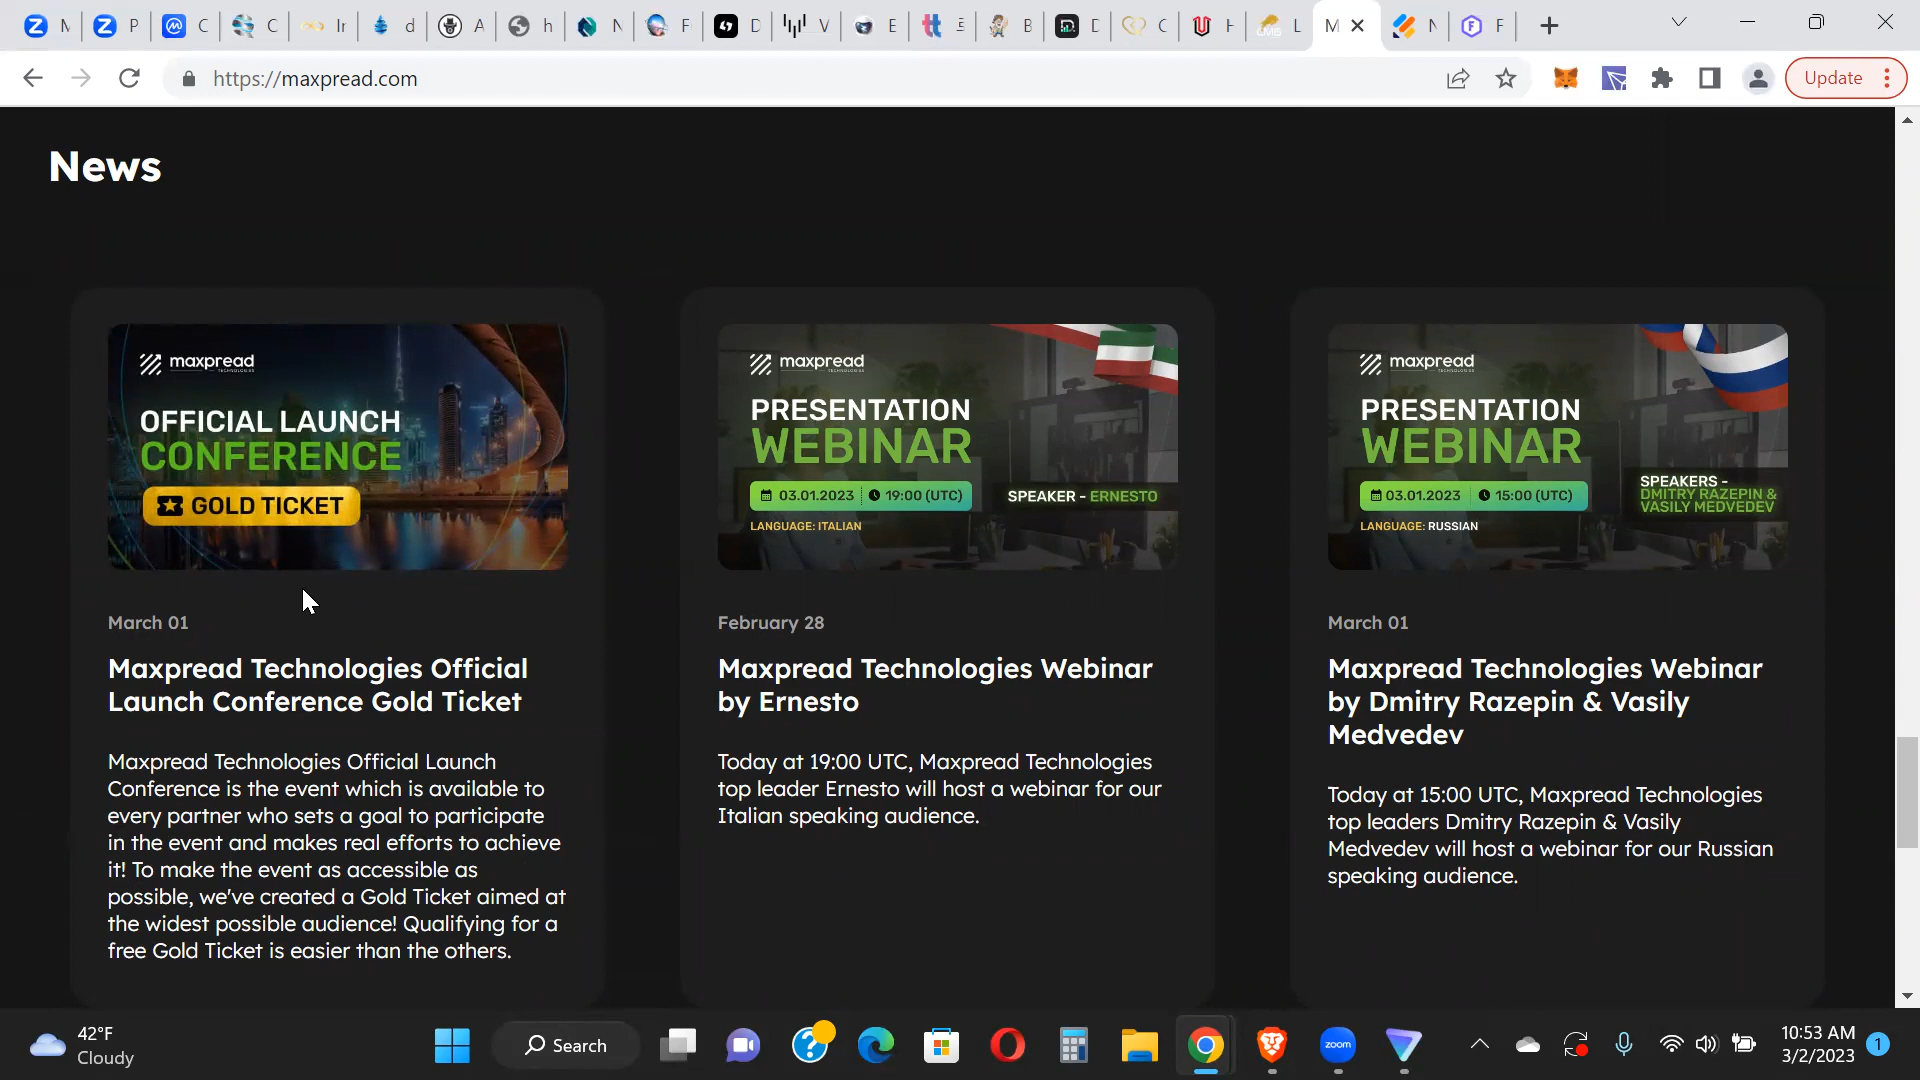 M
P
C
C
Ir
d
A
h
N
F
D
V
E
B
D
C
H
L
M
N
F
https://maxpread.com
Update
News
maxpread
TECHNOLOGIES
OFFICIAL LAUNCH
CONFERENCE
GOLD TICKET
March 01
Maxpread Technologies Official
Launch Conference Gold Ticket
Maxpread Technologies Official Launch
Conference is the event which is available to
every partner who sets a goal to participate
in the event and makes real efforts to achieve
it! To make the event as accessible as
possible, we've created a Gold Ticket aimed at
the widest possible audience! Qualifying for a
free Gold Ticket is easier than the others.
maxpread
TECHNOLOGIES
PRESENTATION
WEBINAR
03.01.2023 19:00 (UTC)
LANGUAGE: ITALIAN
SPEAKER - ERNESTO
February 28
Maxpread Technologies Webinar
by Ernesto
Today at 19:00 UTC, Maxpread Technologies
top leader Ernesto will host a webinar for our
Italian speaking audience.
maxpread
TECHNOLOGIES
PRESENTATION
WEBINAR
03.01.2023 15:00 (UTC)
LANGUAGE: RUSSIAN
SPEAKERS -
DMITRY RAZEPIN &
VASILY MEDVEDEV
March 01
Maxpread Technologies Webinar
by Dmitry Razepin & Vasily
Medvedev
Today at 15:00 UTC, Maxpread Technologies
top leaders Dmitry Razepin & Vasily
Medvedev will host a webinar for our Russian
speaking audience.
42°F
Cloudy
Search
zoom
10:53 AM
3/2/2023
1